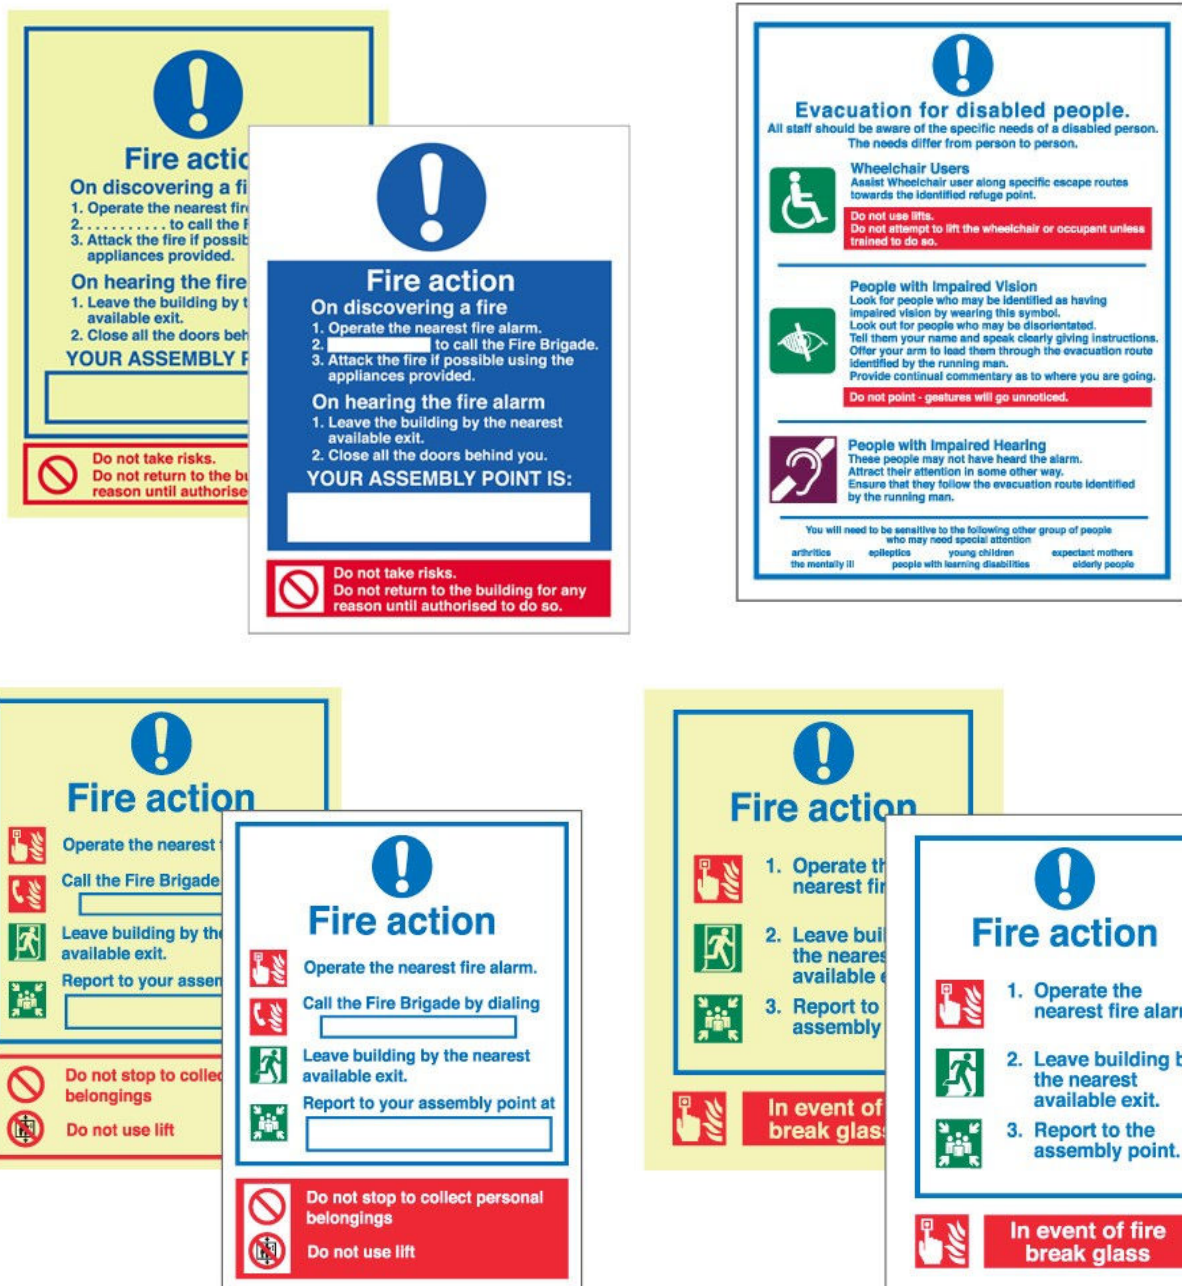 Fire actio
On discovering a fi
1. Operate the nearest fire
2. . . . . . . . . . . to call the F
3. Attack the fire if possib
appliances provided.
On hearing the fire
1. Leave the building by t
available exit.
2. Close all the doors beh
YOUR ASSEMBLY P
Do not take risks.
Do not return to the bu
reason until authorise
Fire action
On discovering a fire
1. Operate the nearest fire alarm.
2. to call the Fire Brigade.
3. Attack the fire if possible using the
appliances provided.
On hearing the fire alarm
1. Leave the building by the nearest
available exit.
2. Close all the doors behind you.
YOUR ASSEMBLY POINT IS:
Do not take risks.
Do not return to the building for any
reason until authorised to do so.
Evacuation for disabled people.
All staff should be aware of the specific needs of a disabled person.
The needs differ from person to person.
Wheelchair Users
Assist Wheelchair user along specific escape routes
towards the identified refuge point.
Do not use lifts.
Do not attempt to lift the wheelchair or occupant unless
trained to do so.
People with Impaired Vision
Look for people who may be identified as having
impaired vision by wearing this symbol.
Look out for people who may be disorientated.
Tell them your name and speak clearly giving instructions.
Offer your arm to lead them through the evacuation route
identified by the running man.
Provide continual commentary as to where you are going.
Do not point - gestures will go unnoticed.
People with Impaired Hearing
These people may not have heard the alarm.
Attract their attention in some other way.
Ensure that they follow the evacuation route identified
by the running man.
You will need to be sensitive to the following other group of people
who may need special attention
arthritics epileptics young children expectant mothers
the mentally ill people with learning disabilities elderly people
Fire action
Operate the nearest f
Call the Fire Brigade
Leave building by the
available exit.
Report to your assem
Do not stop to collec
belongings
Do not use lift
Fire action
Operate the nearest fire alarm.
Call the Fire Brigade by dialing
Leave building by the nearest
available exit.
Report to your assembly point at
Do not stop to collect personal
belongings
Do not use lift
Fire action
1. Operate th
nearest fir
2. Leave buil
the neares
available e
3. Report to
assembly
In event of
break glas
Fire action
1. Operate the
nearest fire alarm
2. Leave building b
the nearest
available exit.
3. Report to the
assembly point.
In event of fire
break glass